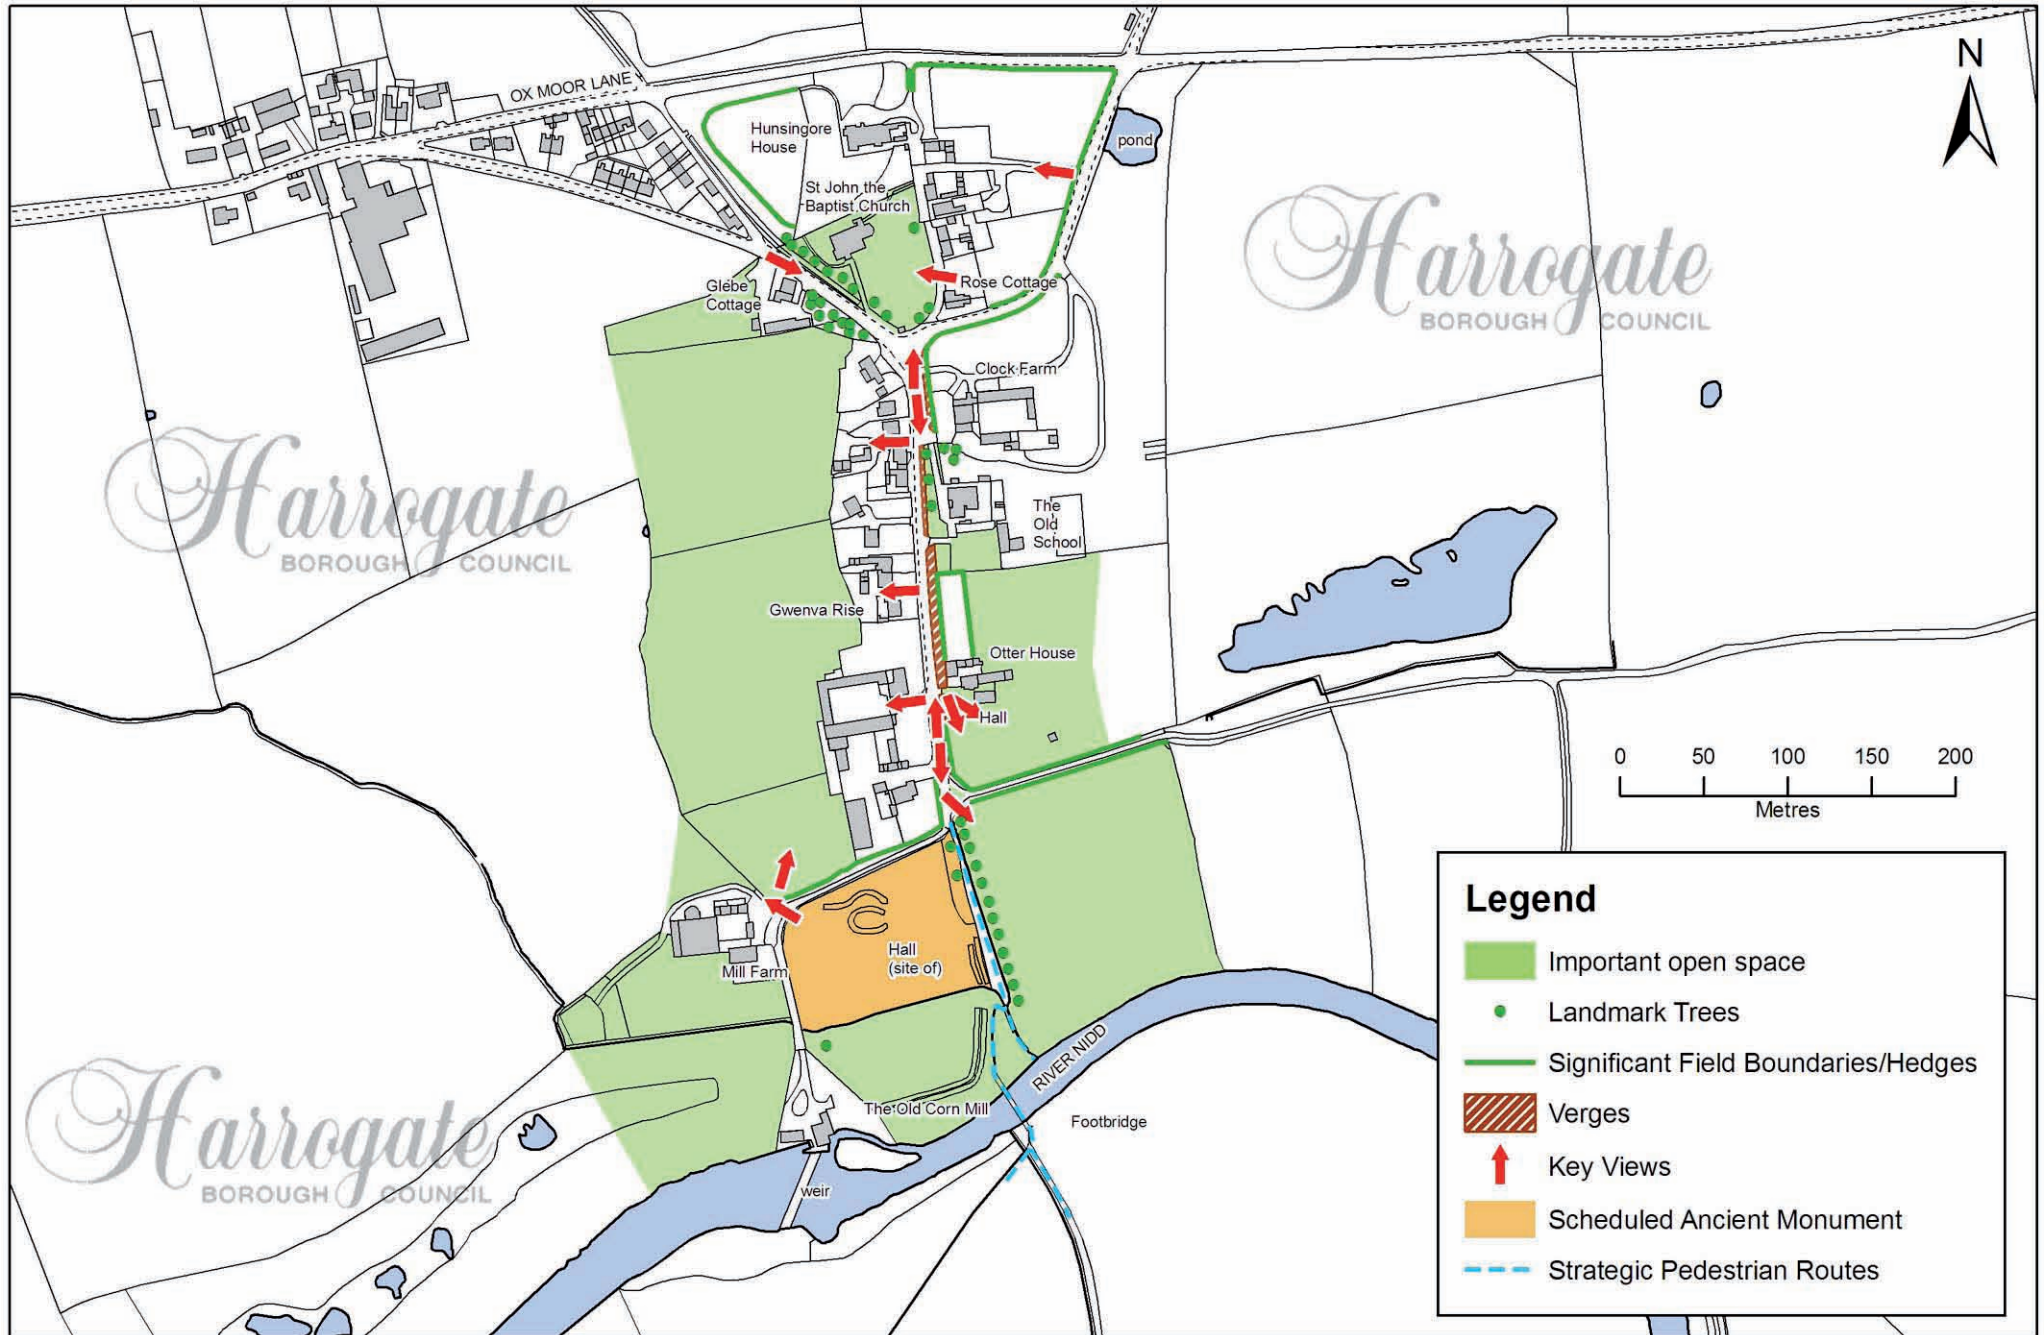 N
OX MOOR LANE
Hunsingore
House
pond
St John the
Baptist Church
Harrogate
BOROUGH COUNCIL
Glebe
Cottage
Rose Cottage
Clock Farm
Harrogate
BOROUGH COUNCIL
The
Old
School
Gwenva Rise
Otter House
Hall
0 50 100 150 200
Metres
Hall
(site of)
Mill Farm
RIVER NIDD
The Old Corn Mill
Footbridge
Harrogate
BOROUGH COUNCIL
weir
Legend
Important open space
Landmark Trees
Significant Field Boundaries/Hedges
Verges
Key Views
Scheduled Ancient Monument
Strategic Pedestrian Routes